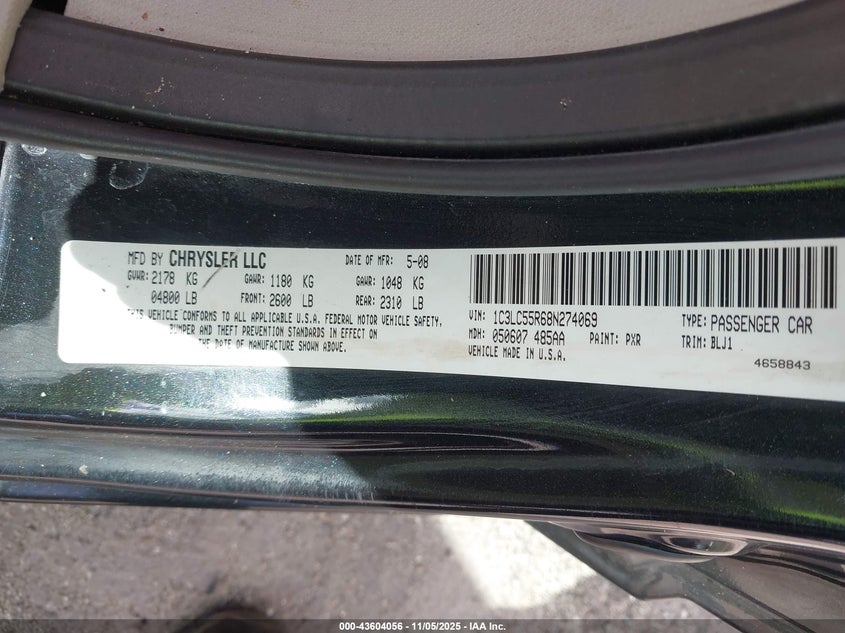 MFD BY CHRYSLER LLC DATE OF MFR: 5-08
GVWR: 2178 KG GAWR: 1180 KG GAWR: 1048 KG
04800 LB FRONT: 2600 LB REAR: 2310 LB
THIS VEHICLE CONFORMS TO ALL APPLICABLE U.S.A. FEDERAL MOTOR VEHICLE SAFETY,
BUMPER AND THEFT PREVENTION STANDARDS IN EFFECT ON
THE DATE OF MANUFACTURE SHOWN ABOVE.
VIN: 1C3LC55R68N274069 TYPE: PASSENGER CAR
MDH: 050607 485AA PAINT: PXR TRIM: BLJ1
VEHICLE MADE IN U.S.A.
4658843
000-43604056 - 11/05/2025 - IAA Inc.